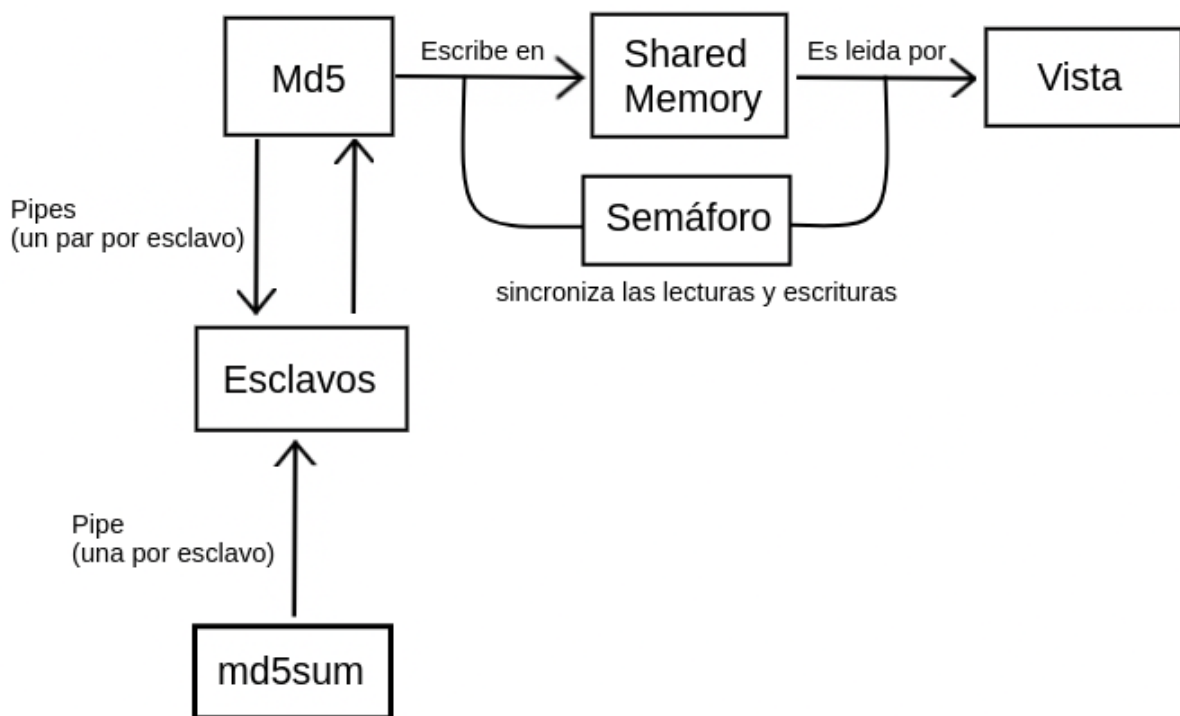 Md5
Escribe en
Shared
Memory
Es leida por
Vista
Pipes
(un par por esclavo)
Semáforo
sincroniza las lecturas y escrituras
Esclavos
Pipe
(una por esclavo)
md5sum